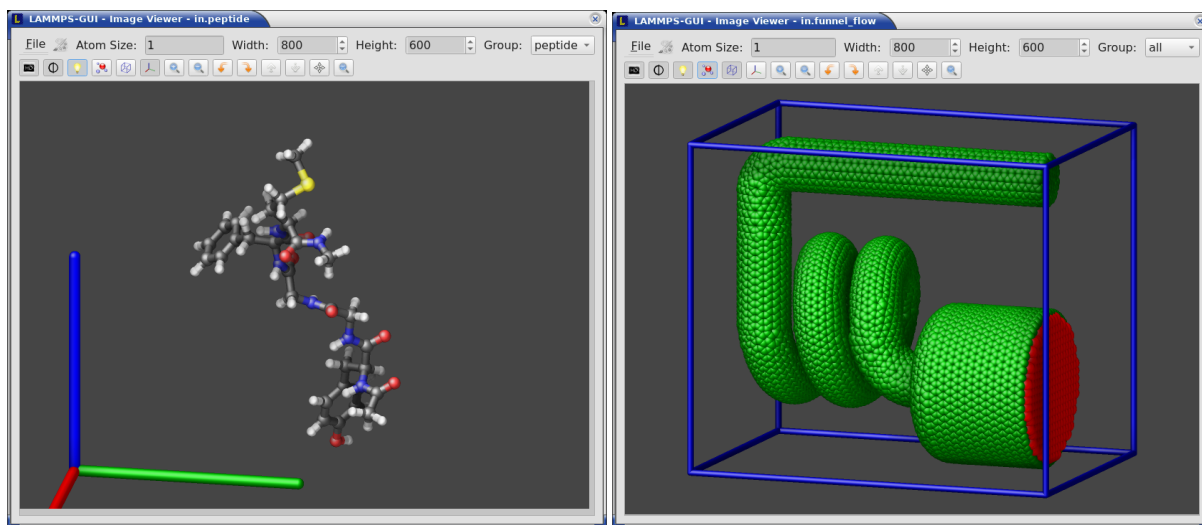 LAMMPS-GUI - Image Viewer - in.peptide
File Atom Size: 1 Width: 800 Height: 600 Group: peptide
LAMMPS-GUI - Image Viewer - in.funnel_flow
File Atom Size: 1 Width: 800 Height: 600 Group: all